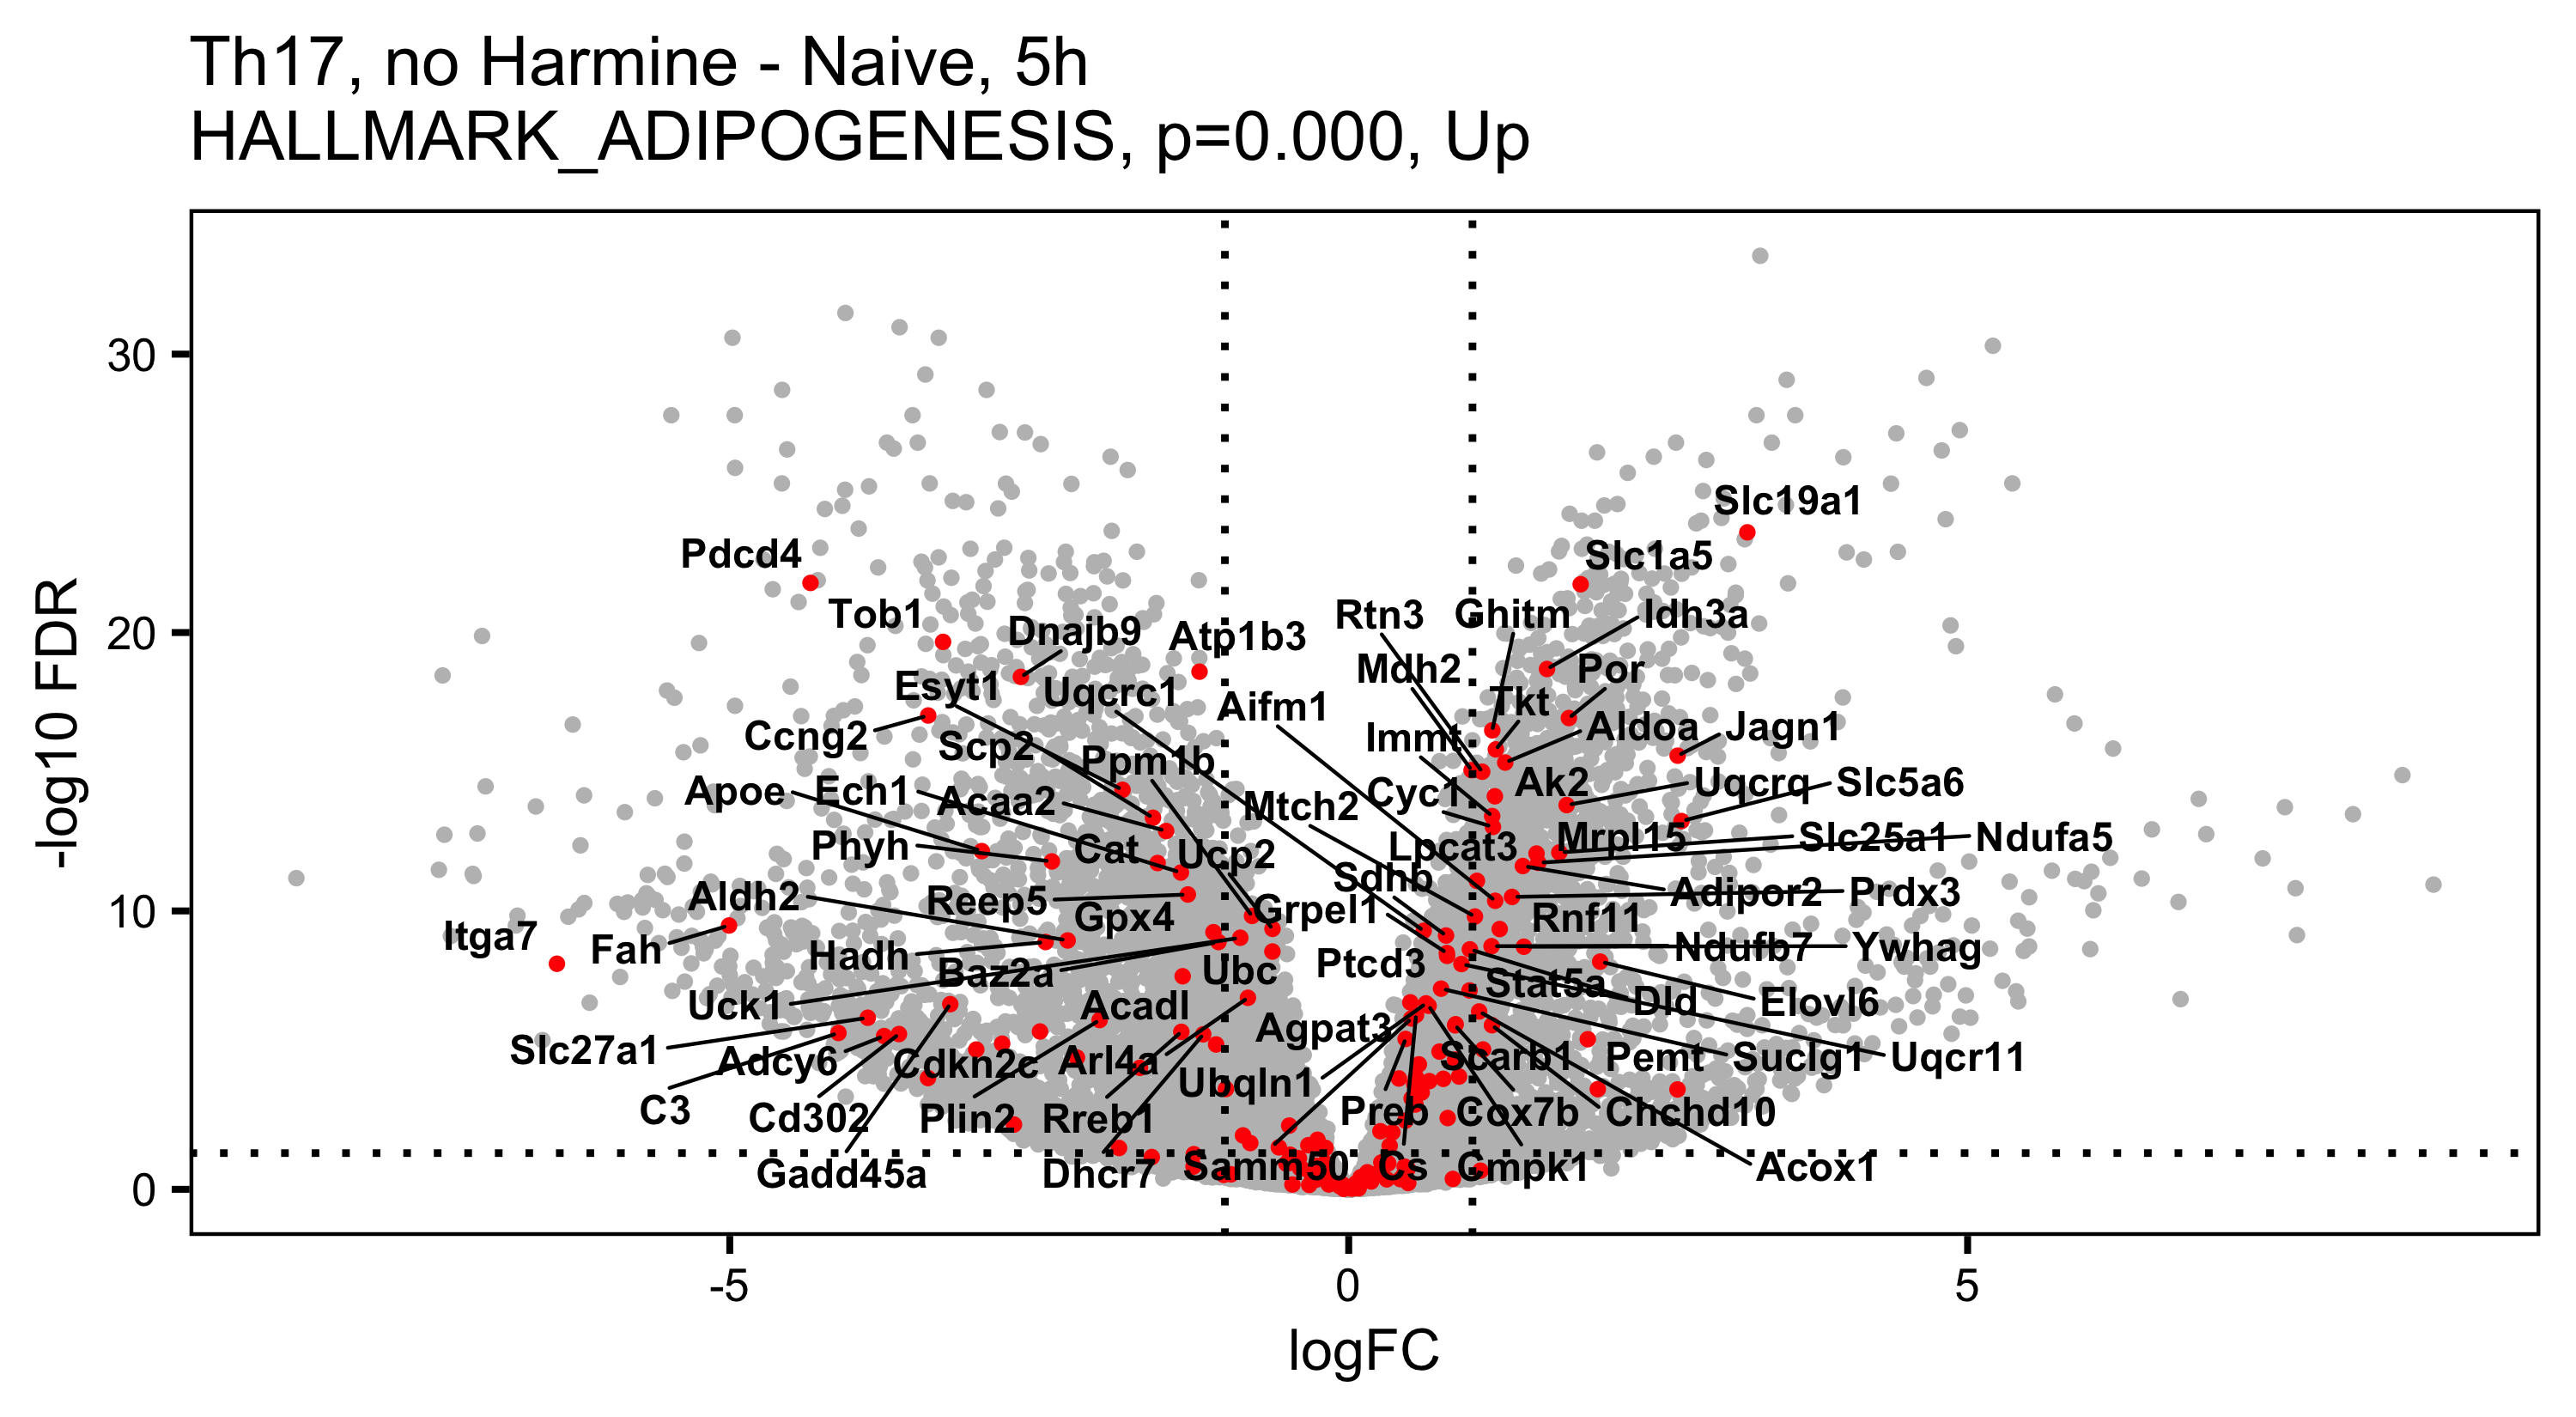 Th17, no Harmine - Naive, 5h
HALLMARK_ADIPOGENESIS, p=0.000, Up
-log10 FDR
30
20
10
0
Slc19a1
Pdcd4
Slc1a5
Tob1
Dnajb9
Atp1b3
Rtn3
Ghitm
Idh3a
Esyt1
Uqcrc1
Mdh2
Por
Aifm1
Tkt
Ccng2
Scp2
Immt
Aldoa
Jagn1
Ppm1b
Apoe
Ech1
Acaa2
Mtch2
Cyc1
Ak2
Uqcrq
Slc5a6
Phyh
Cat
Ucp2
Lpcat3
Mrpl15
Slc25a1
Ndufa5
Sdhb
Aldh2
Reep5
Gpx4
Grpel1
Adipor2
Prdx3
Rnf11
Itga7
Fah
Hadh
Baz2a
Ubc
Ptcd3
Ndufb7
Ywhag
Stat5a
Dld
Elovl6
Uck1
Acadl
Agpat3
Slc27a1
Adcy6
Cdkn2c
Arl4a
Ubqln1
Scarb1
Pemt
Suclg1
Uqcr11
C3
Cd302
Plin2
Rreb1
Preb
Cox7b
Chchd10
Gadd45a
Dhcr7
Samm50
Cs
Cmpk1
Acox1
-5
0
5
logFC